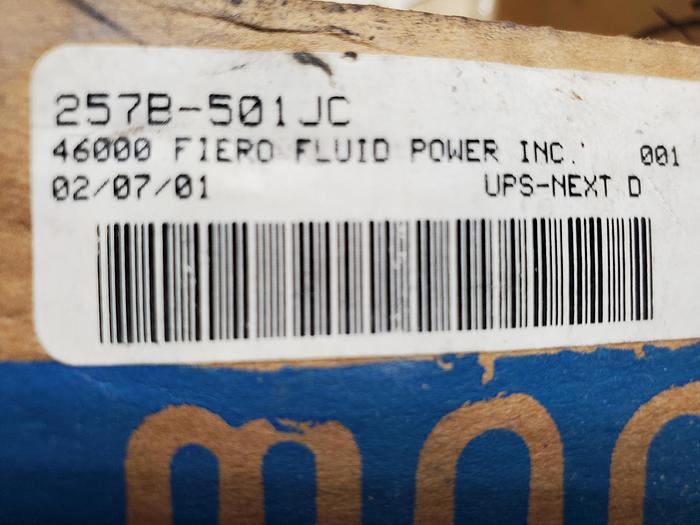 257B-501JC
46000 FIERO FLUID POWER INC. 001
02/07/01 UPS-NEXT D